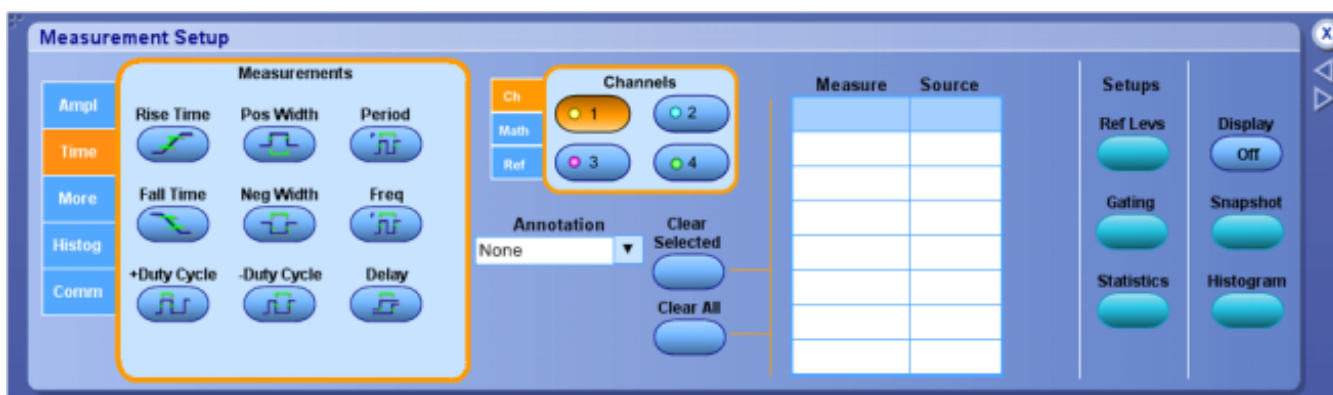 Measurement Setup
X
Ampl
Time
More
Histog
Comm
Measurements
Rise Time Pos Width Period
Fall Time Neg Width Freq
+Duty Cycle -Duty Cycle Delay
Ch
Math
Ref
Channels
1 2
3 4
Annotation
None
Clear
Selected
Clear All
Measure Source
Setups
Ref Levs
Gating
Statistics
Display
Off
Snapshot
Histogram